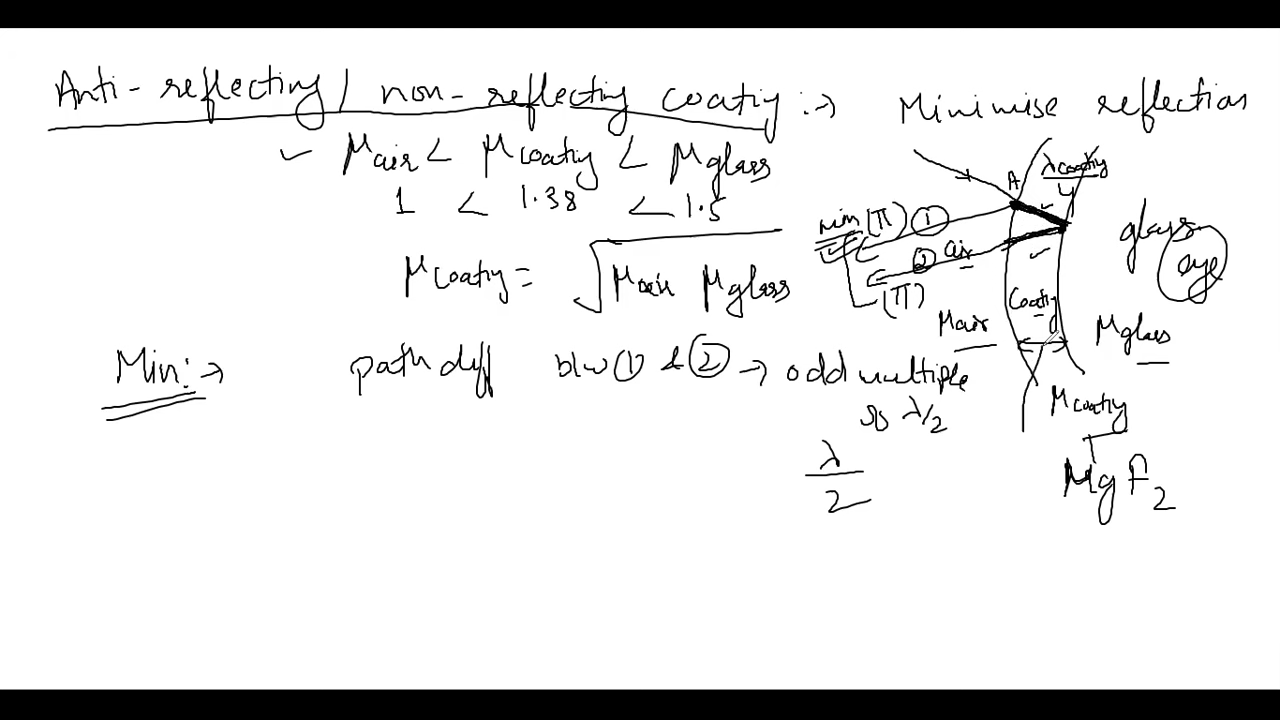 Anti-reflecting / non-reflecting coating :→ Minimise reflection
✓ μair < μcoating < μglass
1 < 1.38 < 1.5
μcoating = √μair μglass
A λcoating/4
min (π) ①
② air
(π)
glass
eye
Coating
μair μglass
μcoating
MgF2
Min :→ path diff b/w ① & ② → odd multiple
of λ/2
λ/2